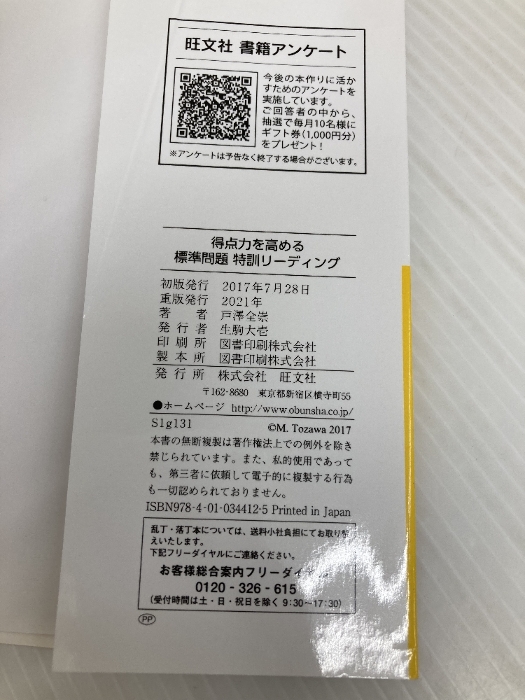 旺文社 書籍アンケート
今後の本作りに活か
すためのアンケートを
実施しています。
ご回答者の中から、
抽選で毎月10名様に
ギフト券(1,000円分)
をプレゼント!
※アンケートは予告なく終了する場合がございます。
得点力を高める
標準問題 特訓リーディング
初版発行 2017年7月28日
重版発行 2021年
著者 戸澤全崇
発行者 生駒大壱
印刷所 図書印刷株式会社
製本所 図書印刷株式会社
発行所 株式会社 旺文社
〒162-8680 東京都新宿区横寺町55
●ホームページ http://www.obunsha.co.jp/
S1g131 ©M. Tozawa 2017
本書の無断複製は著作権法上での例外を除き
禁じられています。また、私的使用であって
も、第三者に依頼して電子的に複製する行為
も一切認められておりません。
ISBN978-4-01-034412-5 Printed in Japan
乱丁・落丁本については、送料小社負担にてお取り替
えいたします。
下記フリーダイヤルにご連絡ください。
お客様総合案内フリーダイヤル
0120-326-615
(受付時間は土・日・祝日を除く 9:30〜17:30)
PP